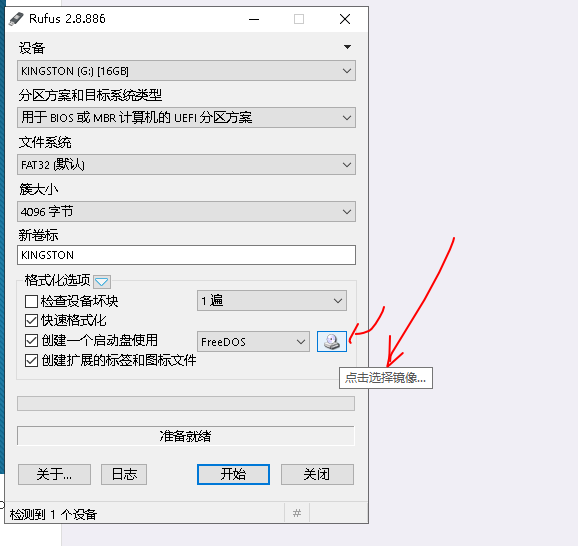 Rufus 2.8.886
设备
KINGSTON (G:) [16GB]
分区方案和目标系统类型
用于 BIOS 或 MBR 计算机的 UEFI 分区方案
文件系统
FAT32 (默认)
簇大小
4096 字节
新卷标
KINGSTON
格式化选项
检查设备坏块 1 遍
快速格式化
创建一个启动盘使用 FreeDOS
创建扩展的标签和图标文件
点击选择镜像...
准备就绪
关于... 日志 开始 关闭
检测到 1 个设备 #